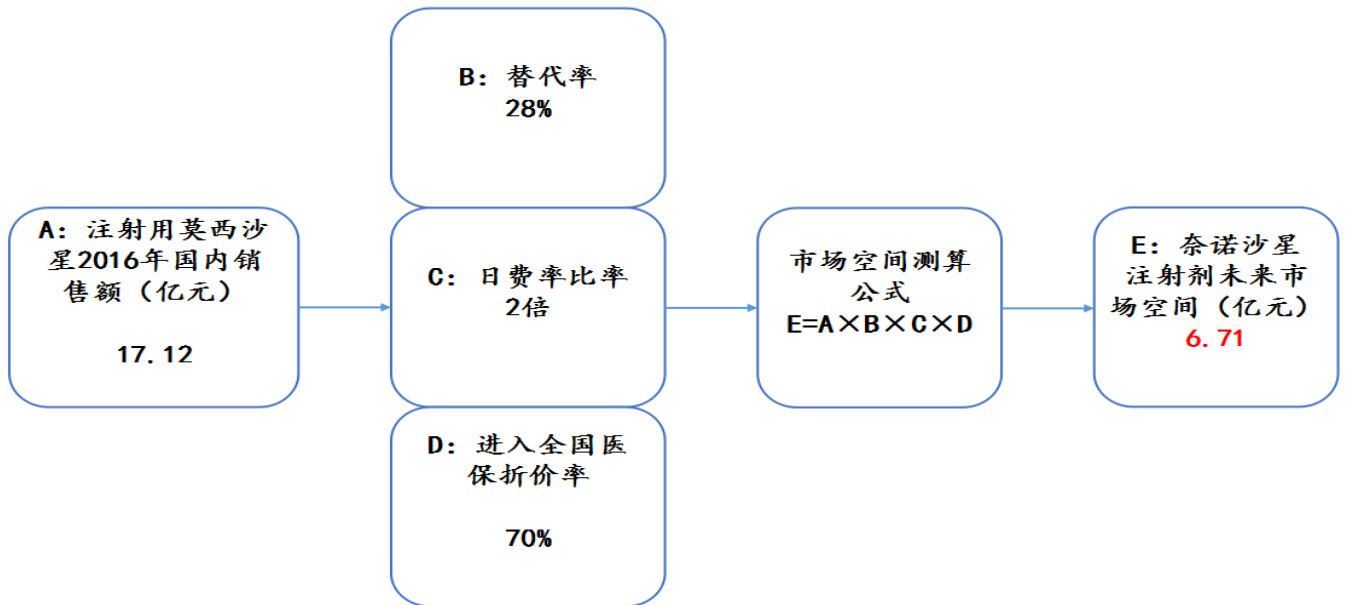 A：注射用莫西沙
星2016年国内销
售额（亿元）
17.12
B：替代率
28%
C：日费率比率
2倍
D：进入全国医
保折价率
70%
市场空间测算
公式
E=A×B×C×D
E：奈诺沙星
注射剂未来市
场空间（亿元）
6.71